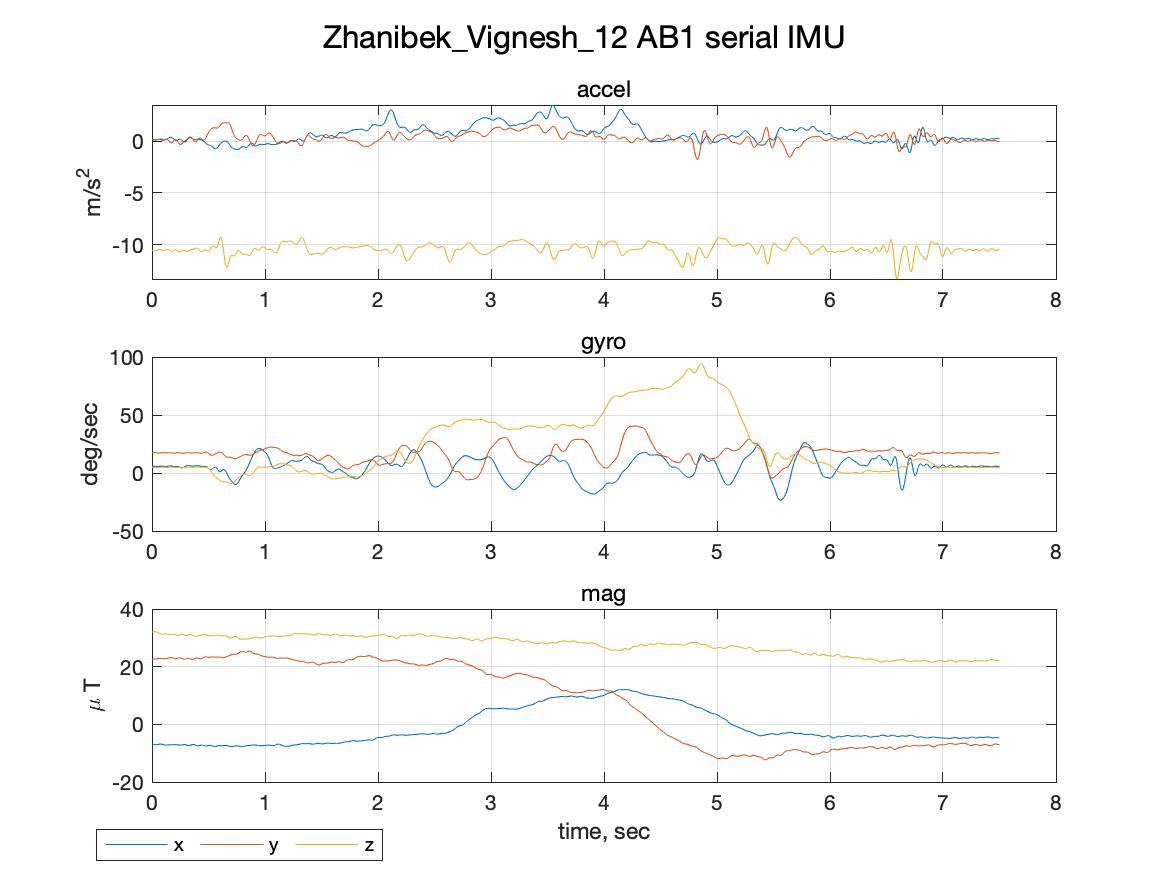 Zhanibek_Vignesh_12 AB1 serial IMU
accel
m/s²
0
-5
-10
0 1 2 3 4 5 6 7 8
gyro
deg/sec
100
50
0
-50
0 1 2 3 4 5 6 7 8
mag
μ T
40
20
0
-20
0 1 2 3 4 5 6 7 8
time, sec
x y z